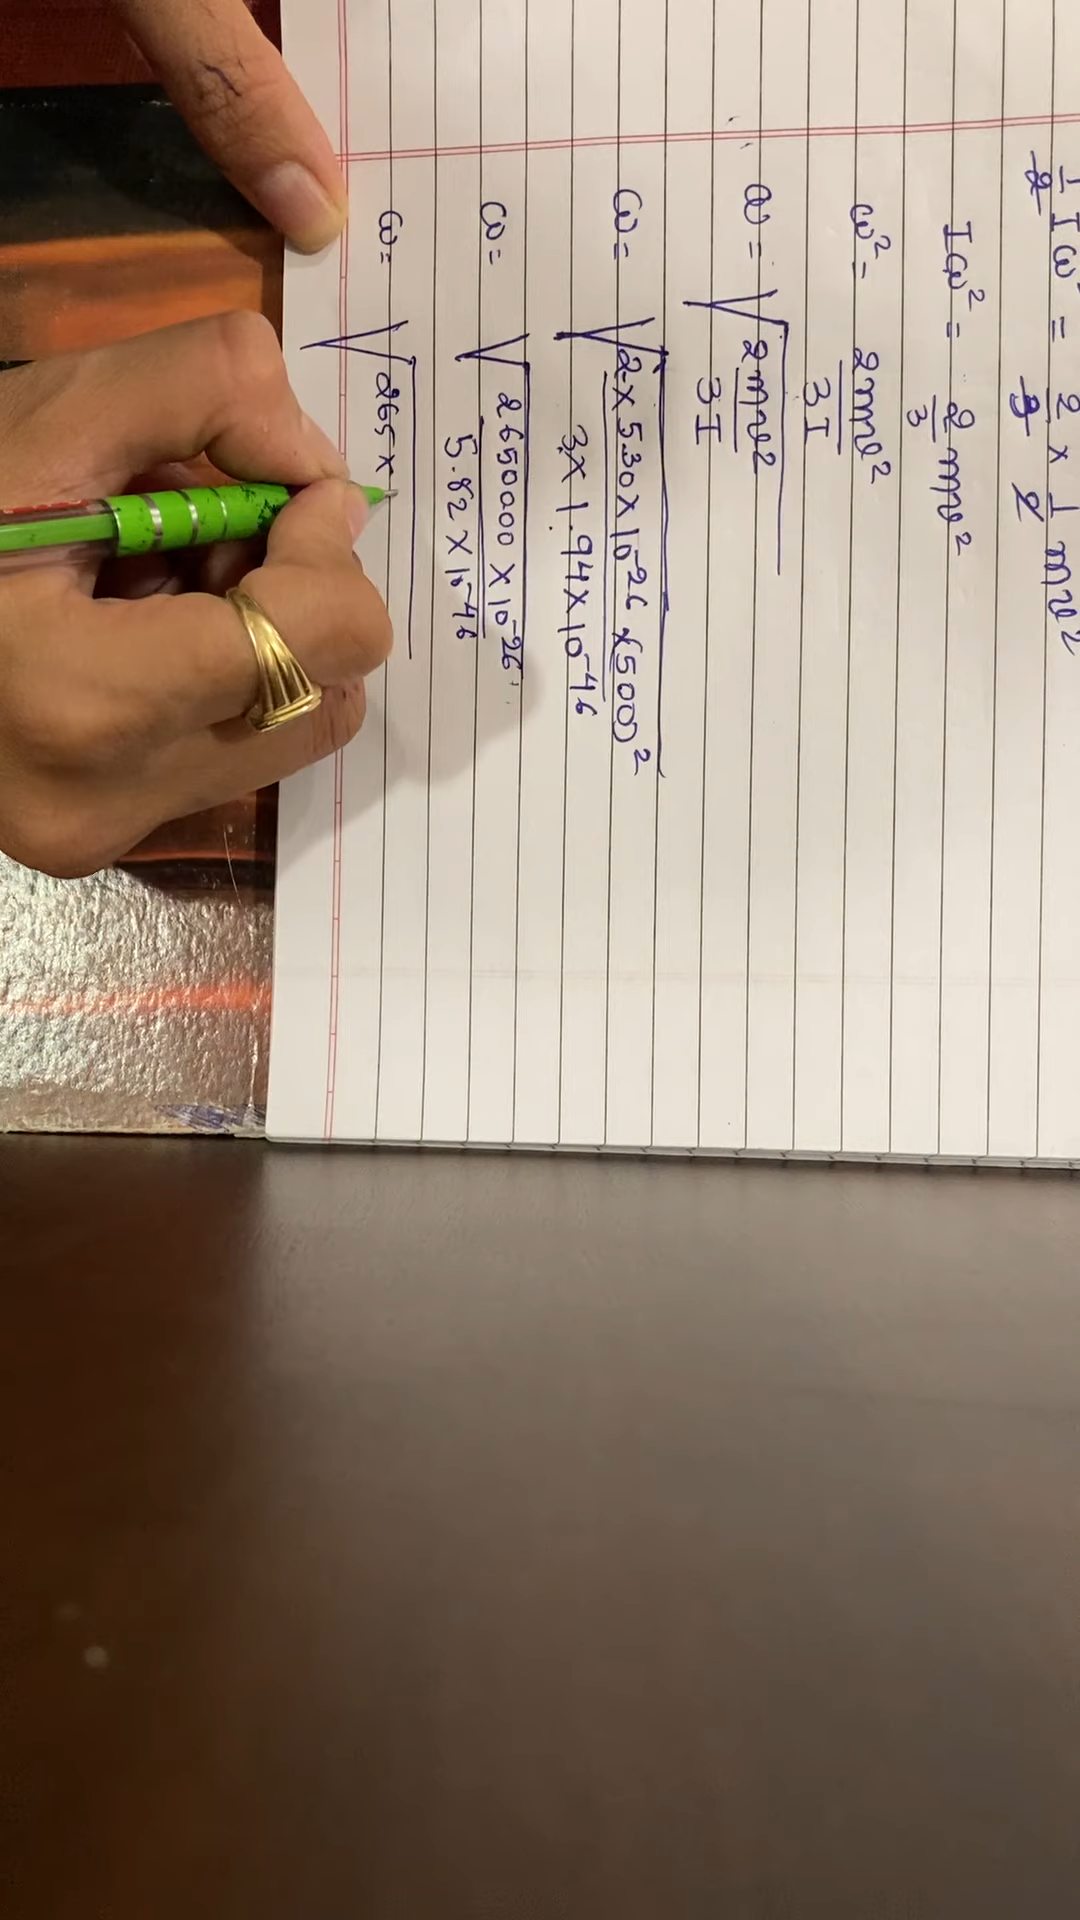 1/2 Iω² = 2/3 × 1/2 mv²
Iω² = 2/3 mv²
ω² = 2mv²/3I
ω = √(2mv²/3I)
ω = √(2 × 5.30 × 10⁻²⁶ × (500)²/3 × 1.94 × 10⁻⁴⁶)
ω = √(2650000 × 10⁻²⁶/5.82 × 10⁻⁴⁶)
ω = √265 ×